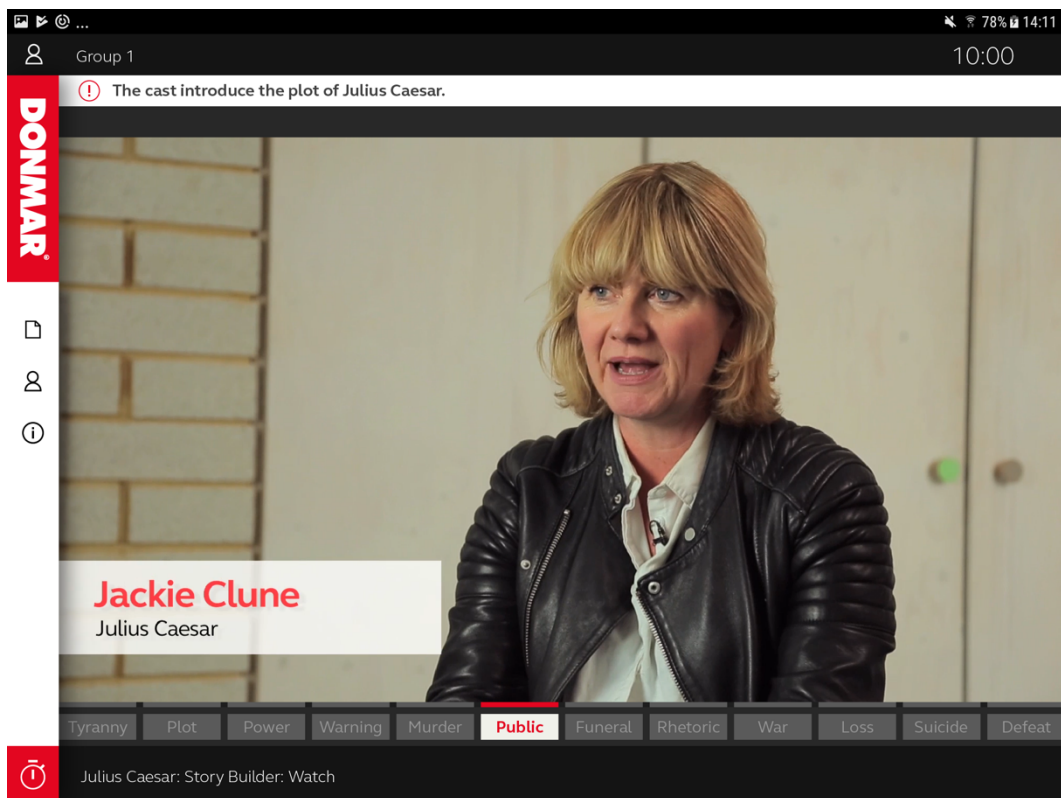 ... 78% 14:11
Group 1 10:00
The cast introduce the plot of Julius Caesar.
DONMAR®
Jackie Clune
Julius Caesar
Tyranny Plot Power Warning Murder Public Funeral Rhetoric War Loss Suicide Defeat
Julius Caesar: Story Builder: Watch